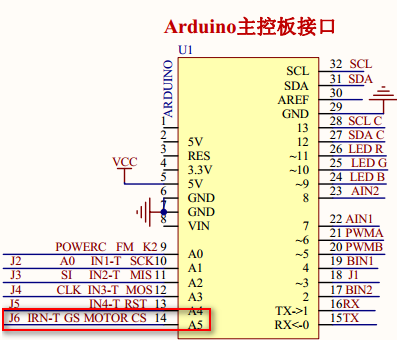 Arduino主控板接口
U1
ARDUINO
SCL 32 SCL
SDA 31 SDA
AREF 30
GND 29
1 13 28 SCL C
2 5V 12 27 SDA C
3 RES ~11 26 LED R
4 3.3V ~10 25 LED G
VCC 5 5V ~9 24 LED B
6 GND 8 23 AIN2
7 GND
8 VIN 7 22 AIN1
~6 21 PWMA
POWERC FM K2 9 A0 ~5 20 PWMB
J2 A0 IN1-T SCK 10 A1 4 19 BIN1
J3 SI IN2-T MIS 11 A2 3 18 J1
J4 CLK IN3-T MOS 12 A3 2 17 BIN2
J5 IN4-T RST 13 A4 TX->1 16 RX
J6 IRN-T GS MOTOR CS 14 A5 RX<-0 15 TX